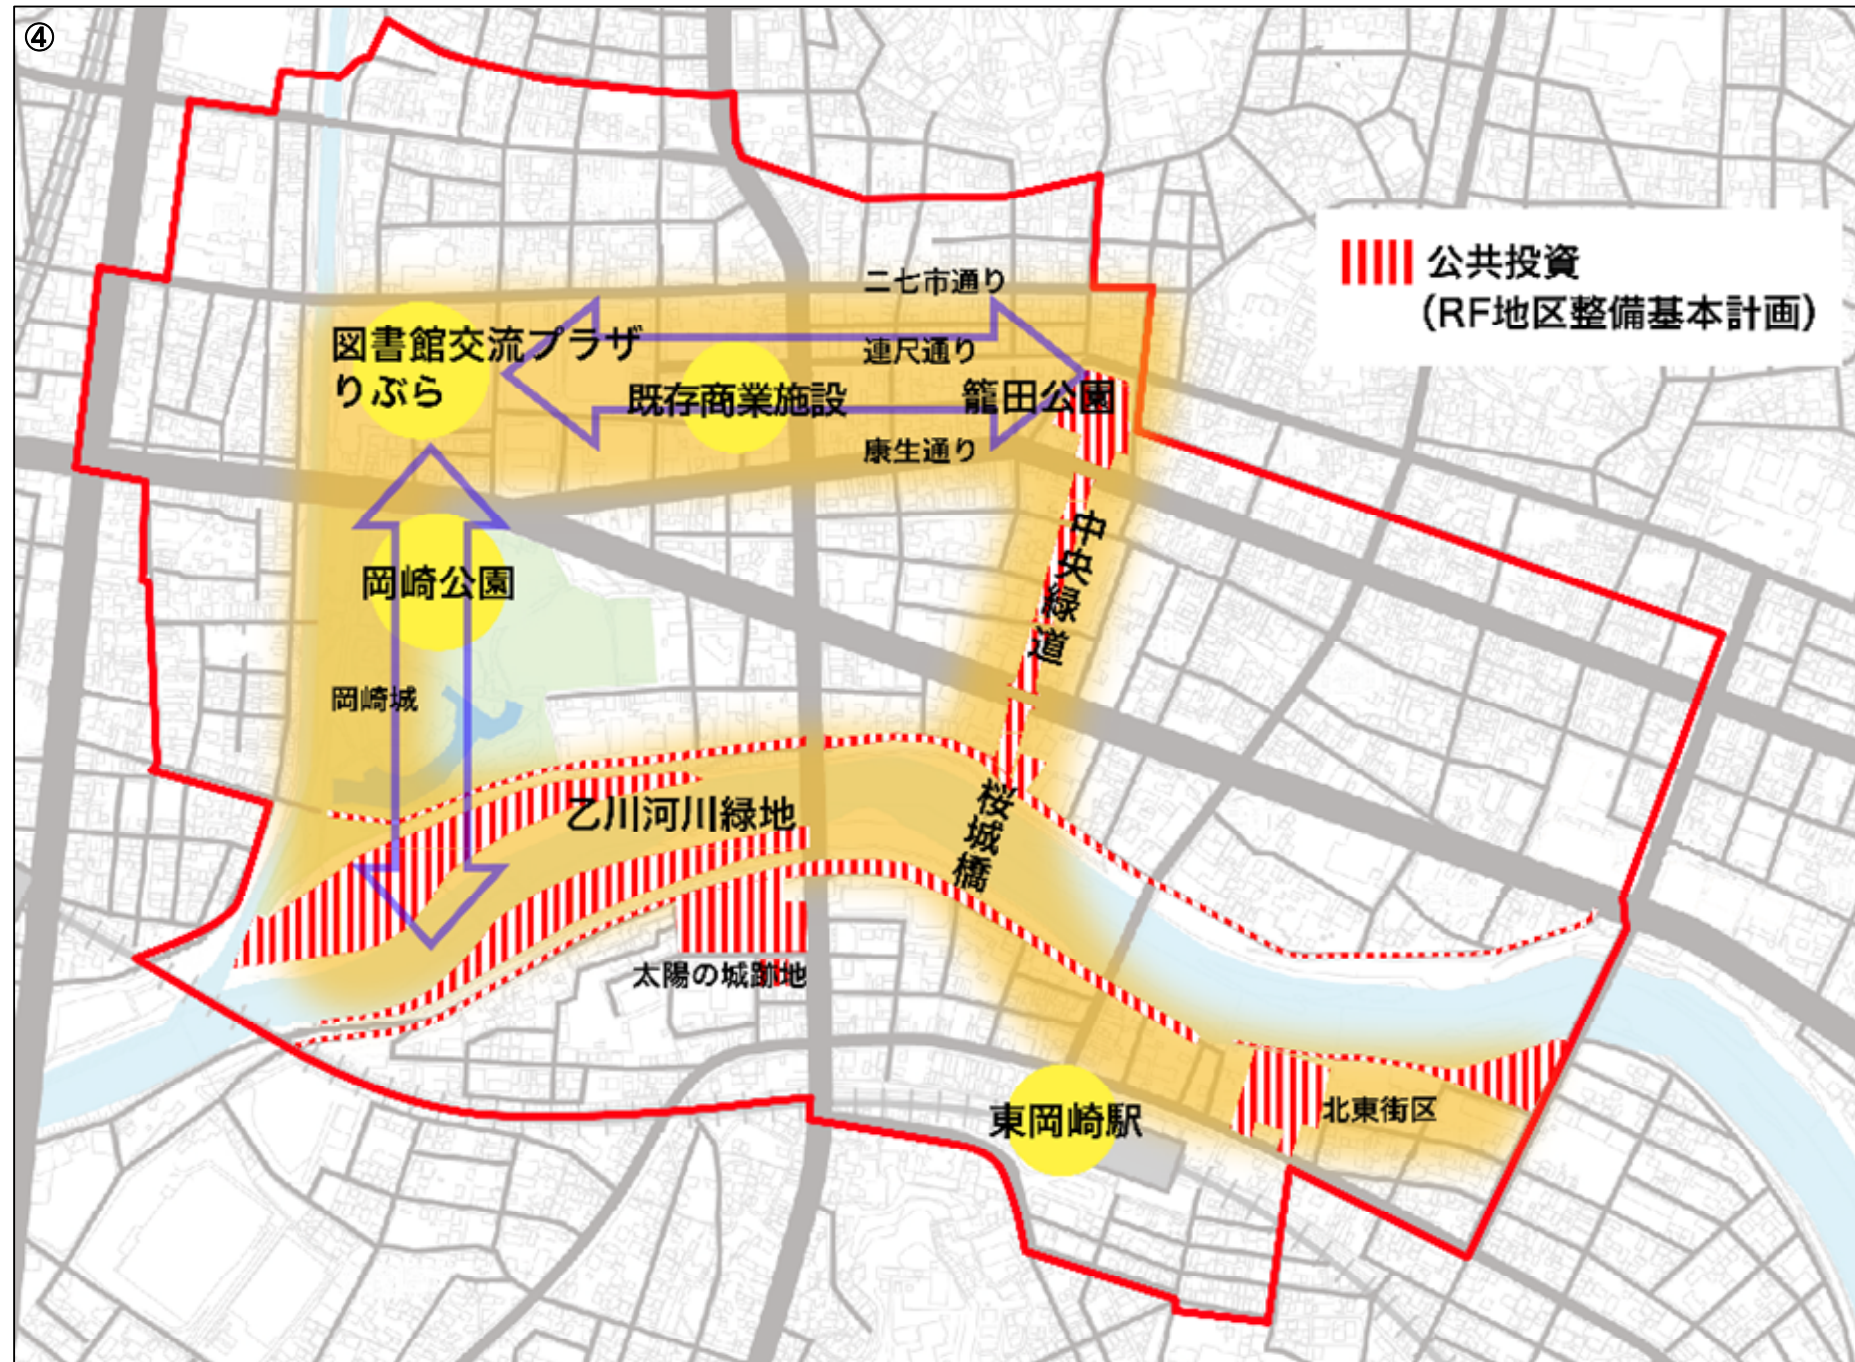 ④
公共投資
(RF地区整備基本計画)
二七市通り
図書館交流プラザ
りぶら
連尺通り
既存商業施設
籠田公園
康生通り
中央緑道
岡崎公園
岡崎城
乙川河川緑地
桜城橋
太陽の城跡地
東岡崎駅
北東街区